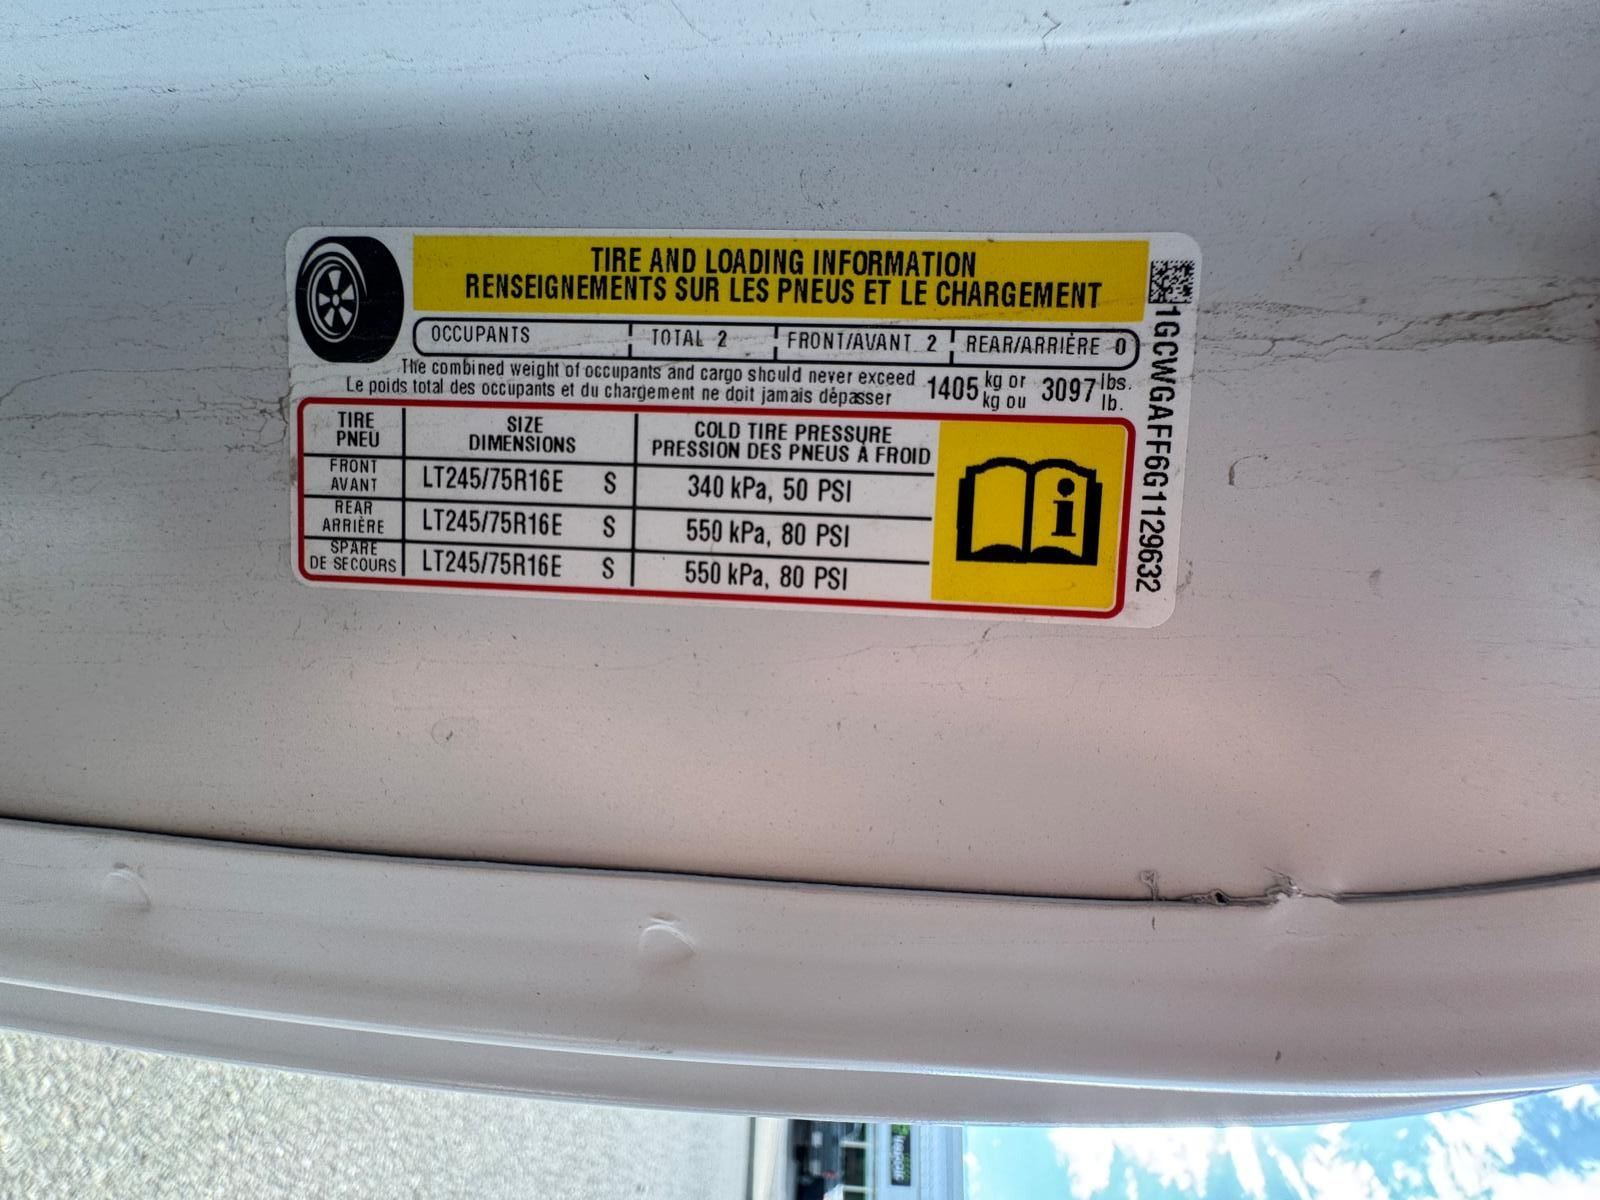 TIRE AND LOADING INFORMATION
RENSEIGNEMENTS SUR LES PNEUS ET LE CHARGEMENT
OCCUPANTS TOTAL 2 FRONT/AVANT 2 REAR/ARRIÈRE 0
The combined weight of occupants and cargo should never exceed 1405 kg or 3097 lbs.
Le poids total des occupants et du chargement ne doit jamais dépasser kg ou lb.
TIRE SIZE COLD TIRE PRESSURE
PNEU DIMENSIONS PRESSION DES PNEUS À FROID
FRONT
AVANT LT245/75R16E S 340 kPa, 50 PSI
REAR
ARRIÈRE LT245/75R16E S 550 kPa, 80 PSI
SPARE
DE SECOURS LT245/75R16E S 550 kPa, 80 PSI
i
1GCWGAFF6G1129632